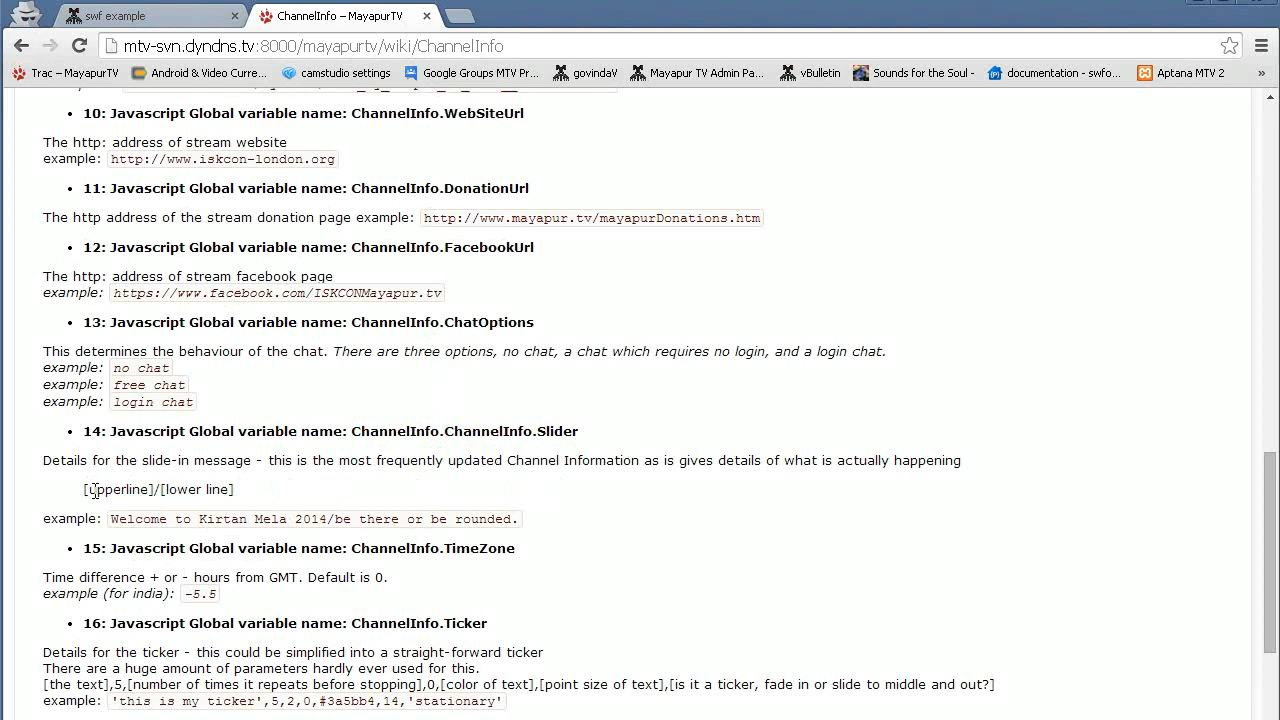 swf example
ChannelInfo – MayapurTV
mtv-svn.dyndns.tv:8000/mayapurtv/wiki/ChannelInfo
Trac – MayapurTV
android & Video Curre...
camstudio settings
Google Groups MTV Pr...
govindaV
Mayapur TV Admin Pa...
vBulletin
Sounds for the Soul -
documentation - swfo...
Aptana MTV 2
»
• 10: Javascript Global variable name: ChannelInfo.WebSiteUrl
The http: address of stream website
example: http://www.iskcon-london.org
• 11: Javascript Global variable name: ChannelInfo.DonationUrl
The http address of the stream donation page example: http://www.mayapur.tv/mayapurDonations.htm
• 12: Javascript Global variable name: ChannelInfo.FacebookUrl
The http: address of stream facebook page
example: https://www.facebook.com/ISKCONMayapur.tv
• 13: Javascript Global variable name: ChannelInfo.ChatOptions
This determines the behaviour of the chat. There are three options, no chat, a chat which requires no login, and a login chat.
example: no chat
example: free chat
example: login chat
• 14: Javascript Global variable name: ChannelInfo.ChannelInfo.Slider
Details for the slide-in message - this is the most frequently updated Channel Information as is gives details of what is actually happening
[upperline]/[lower line]
example: Welcome to Kirtan Mela 2014/be there or be rounded.
• 15: Javascript Global variable name: ChannelInfo.TimeZone
Time difference + or - hours from GMT. Default is 0.
example (for india): -5.5
• 16: Javascript Global variable name: ChannelInfo.Ticker
Details for the ticker - this could be simplified into a straight-forward ticker
There are a huge amount of parameters hardly ever used for this.
[the text],5,[number of times it repeats before stopping],0,[color of text],[point size of text],[is it a ticker, fade in or slide to middle and out?]
example: 'this is my ticker',5,2,0,#3a5bb4,14,'stationary'